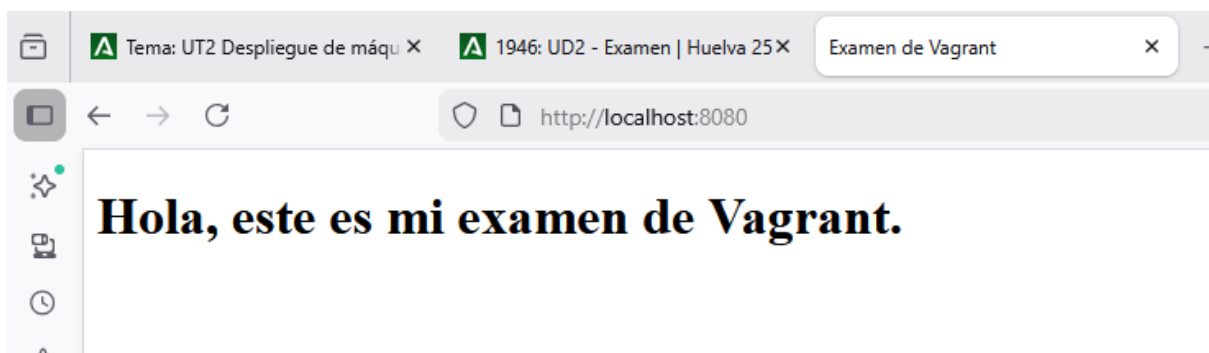 Tema: UT2 Despliegue de máqu
1946: UD2 - Examen | Huelva 25
Examen de Vagrant
http://localhost:8080
Hola, este es mi examen de Vagrant.